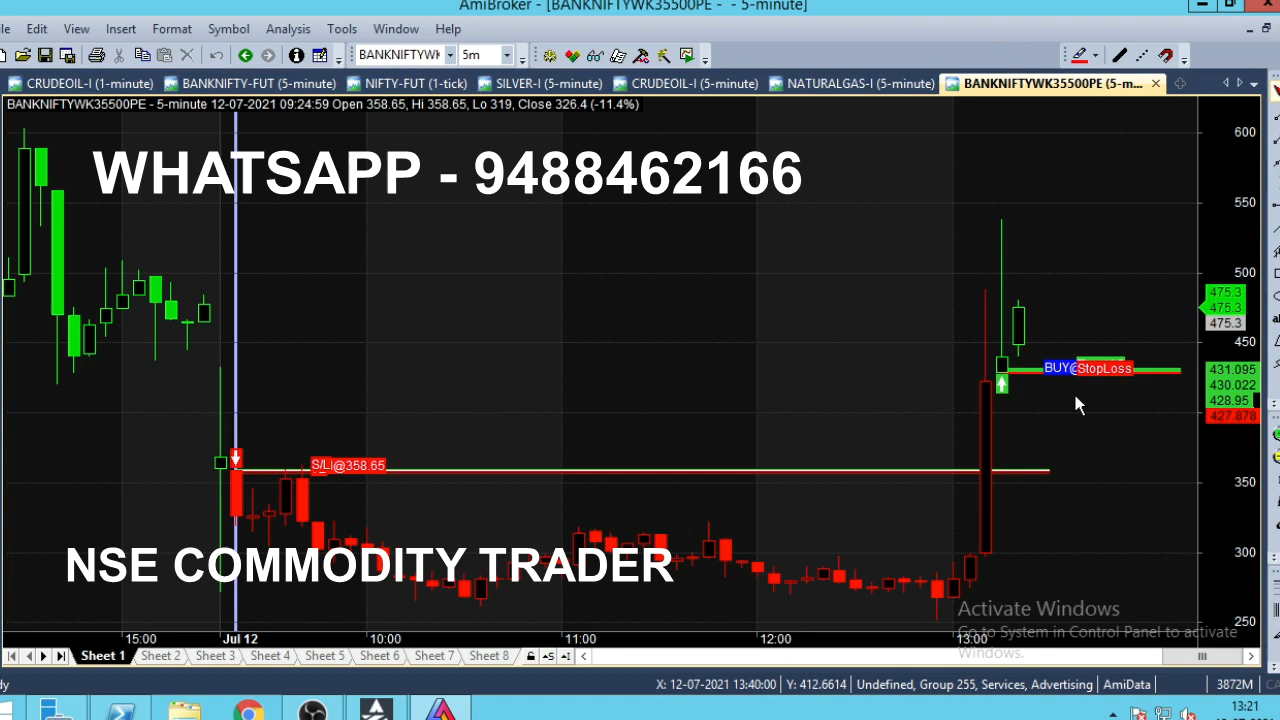 AmiBroker - [BANKNIFTYWK35500PE - - 5-minute]
Edit View Insert Format Symbol Analysis Tools Window Help
5m
CRUDEOIL-I (1-minute) BANKNIFTY-FUT (5-minute) NIFTY-FUT (1-tick) SILVER-I (5-minute) CRUDEOIL-I (5-minute) NATURALGAS-I (5-minute) BANKNIFTYWK35500PE (5-m...
BANKNIFTYWK35500PE - 5-minute 12-07-2021 09:24:59 Open 358.65, Hi 358.65, Lo 319, Close 326.4 (-11.4%)
600
WHATSAPP - 9488462166
550
500
475.3
475.3
475.3
450
BUY@ StopLoss
431.095
430.022
428.95
427.878
S/L @358.65
350
300
NSE COMMODITY TRADER
250
Activate Windows
Go to System in Control Panel to activate
Windows.
15:00 Jul 12 10:00 11:00 12:00 13:00
Sheet 1 Sheet 2 Sheet 3 Sheet 4 Sheet 5 Sheet 6 Sheet 7 Sheet 8
X: 12-07-2021 13:40:00 Y: 412.6614 Undefined, Group 255, Services, Advertising AmiData 3872M
13:21